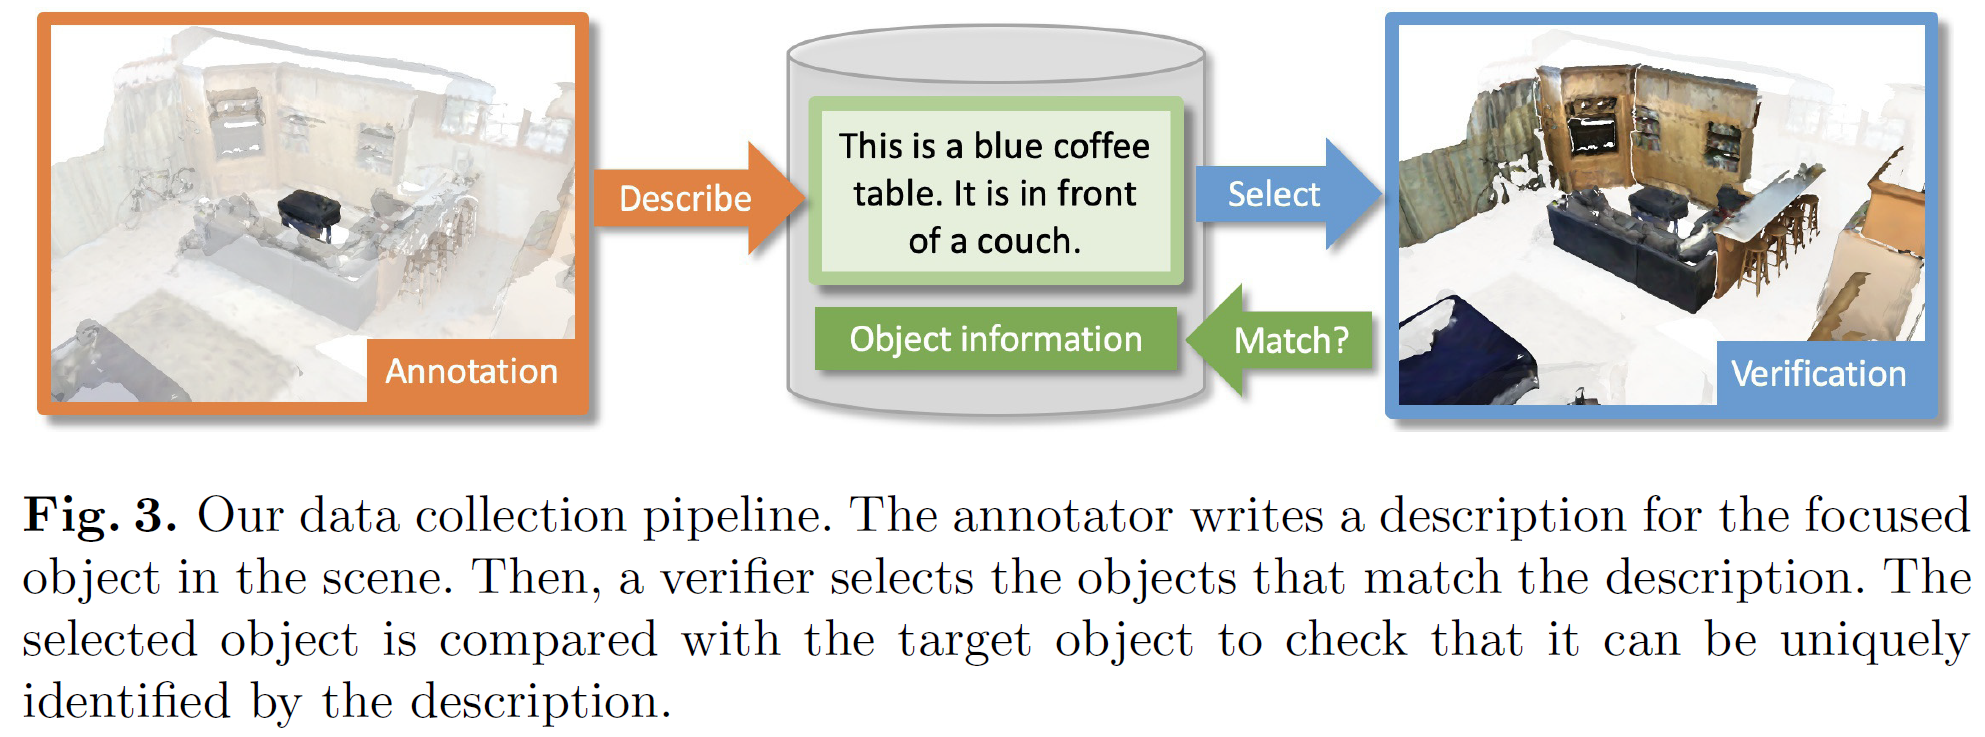 Annotation
Describe
This is a blue coffee
table. It is in front
of a couch.
Object information
Select
Match?
Verification
Fig. 3. Our data collection pipeline. The annotator writes a description for the focused
object in the scene. Then, a verifier selects the objects that match the description. The
selected object is compared with the target object to check that it can be uniquely
identified by the description.